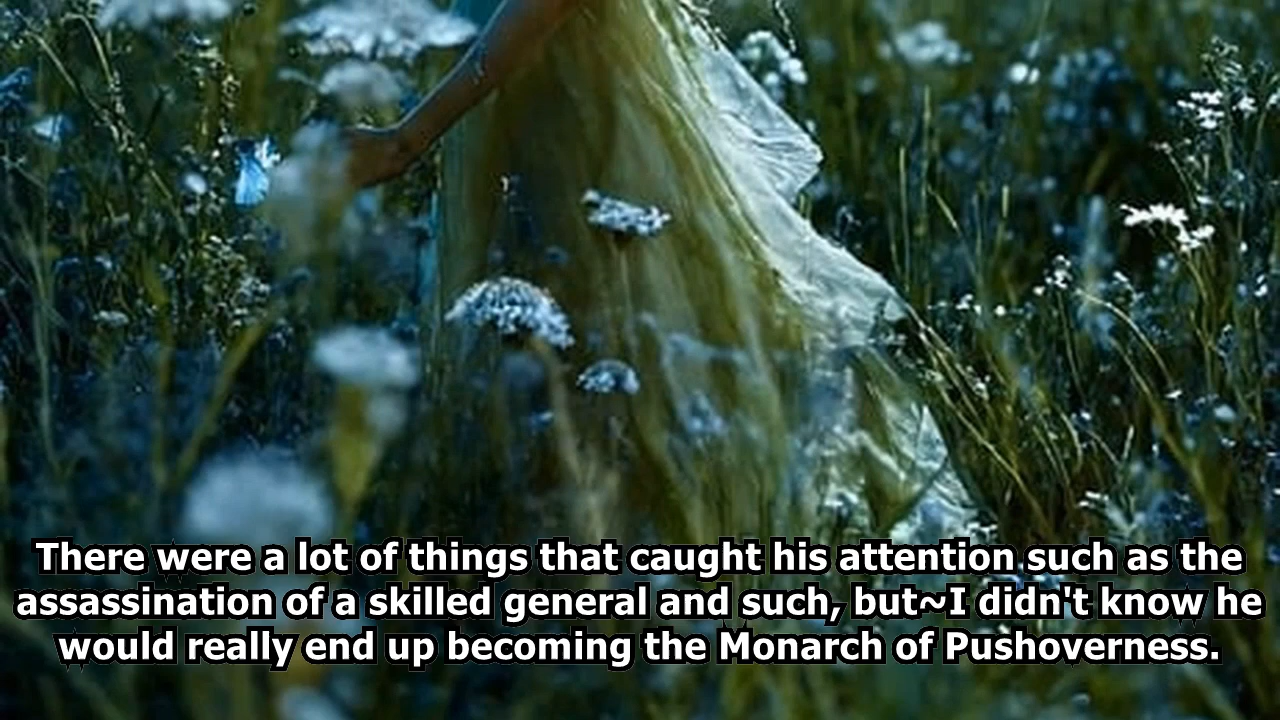 There were a lot of things that caught his attention such as the
assassination of a skilled general and such, but~I didn't know he
would really end up becoming the Monarch of Pushoverness.